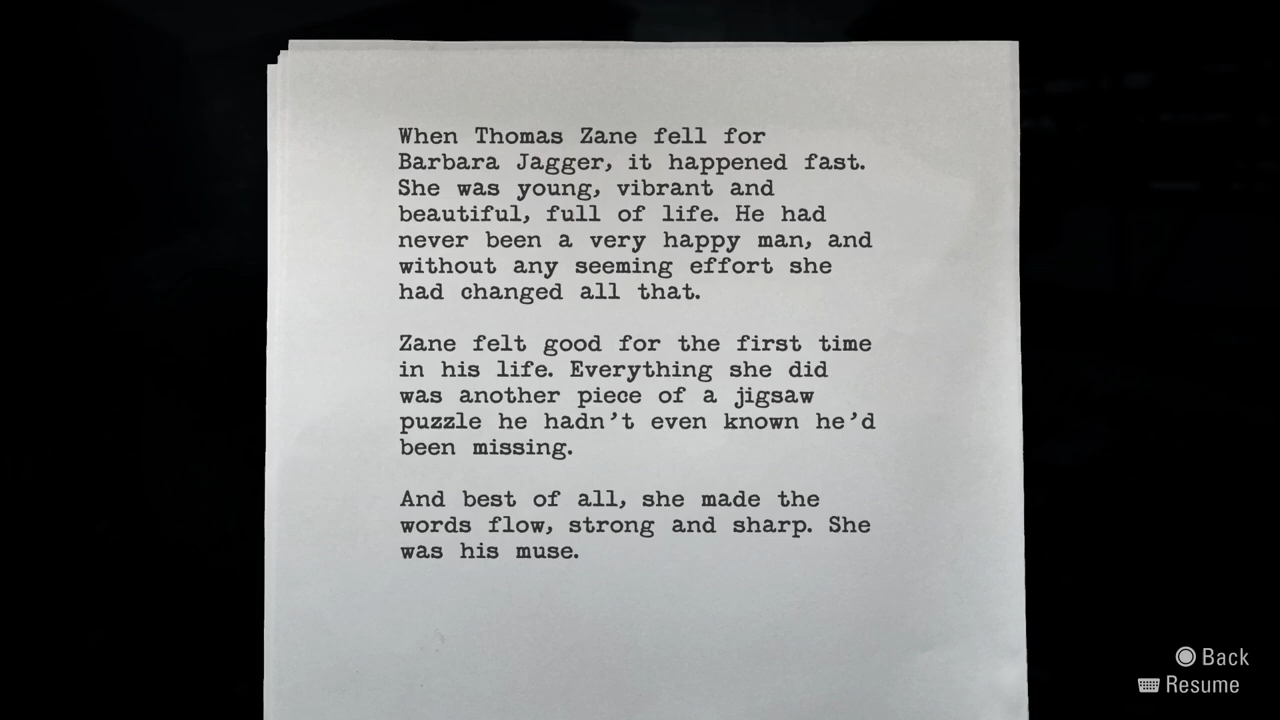 When Thomas Zane fell for
Barbara Jagger, it happened fast.
She was young, vibrant and
beautiful, full of life. He had
never been a very happy man, and
without any seeming effort she
had changed all that.
Zane felt good for the first time
in his life. Everything she did
was another piece of a jigsaw
puzzle he hadn't even known he'd
been missing.
And best of all, she made the
words flow, strong and sharp. She
was his muse.
Back
Resume